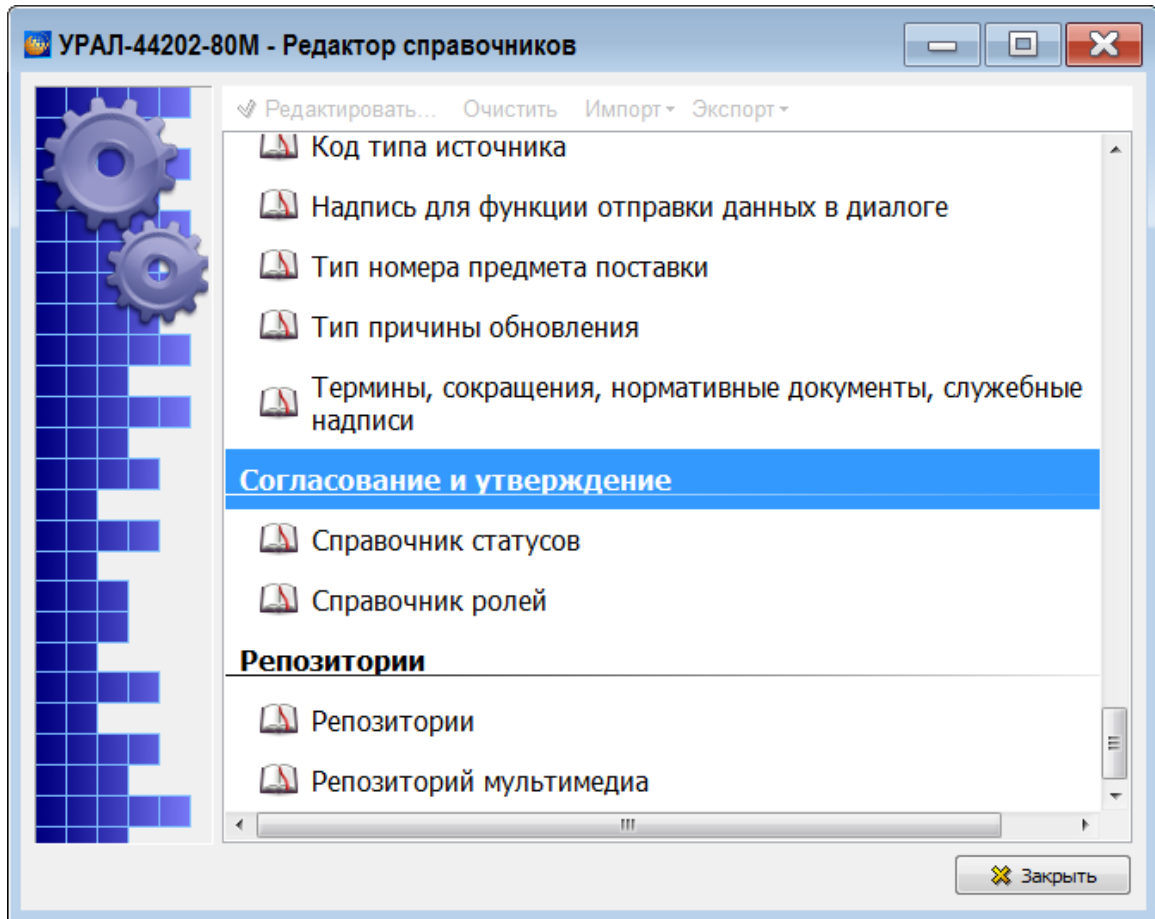 УРАЛ-44202-80М - Редактор справочников
Редактировать... Очистить Импорт Экспорт
Код типа источника
Надпись для функции отправки данных в диалоге
Тип номера предмета поставки
Тип причины обновления
Термины, сокращения, нормативные документы, служебные
надписи
Согласование и утверждение
Справочник статусов
Справочник ролей
Репозитории
Репозитории
Репозиторий мультимедиа
Закрыть